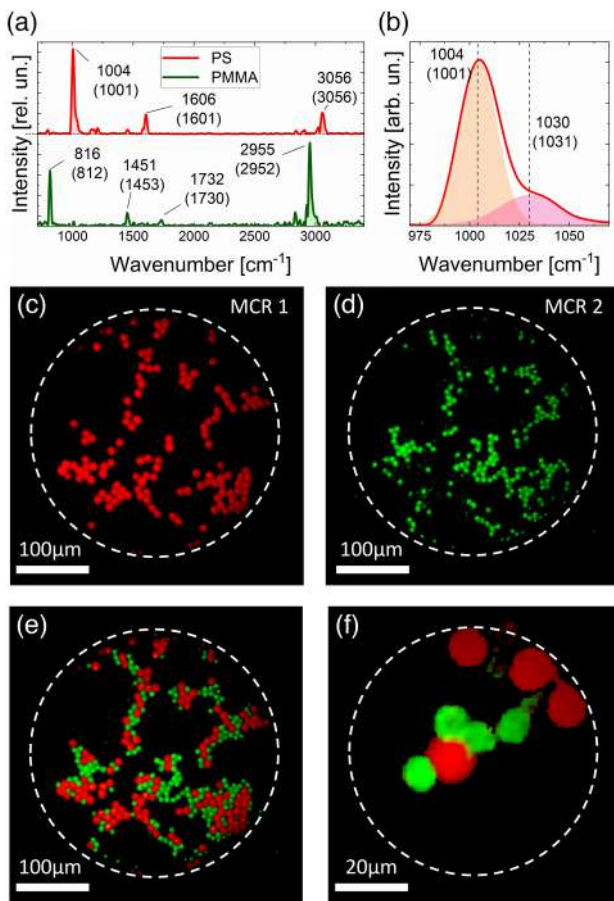 (a)
Intensity [rel. un.]
1004
(1001)
PS
PMMA
1606
(1601)
3056
(3056)
816
(812)
1451
(1453)
1732
(1730)
2955
(2952)
1000 1500 2000 2500 3000
Wavenumber [cm⁻¹]
(b)
Intensity [arb. un.]
1004
(1001)
1030
(1031)
975 1000 1025 1050
Wavenumber [cm⁻¹]
(c)
MCR 1
100µm
(d)
MCR 2
100µm
(e)
100µm
(f)
20µm